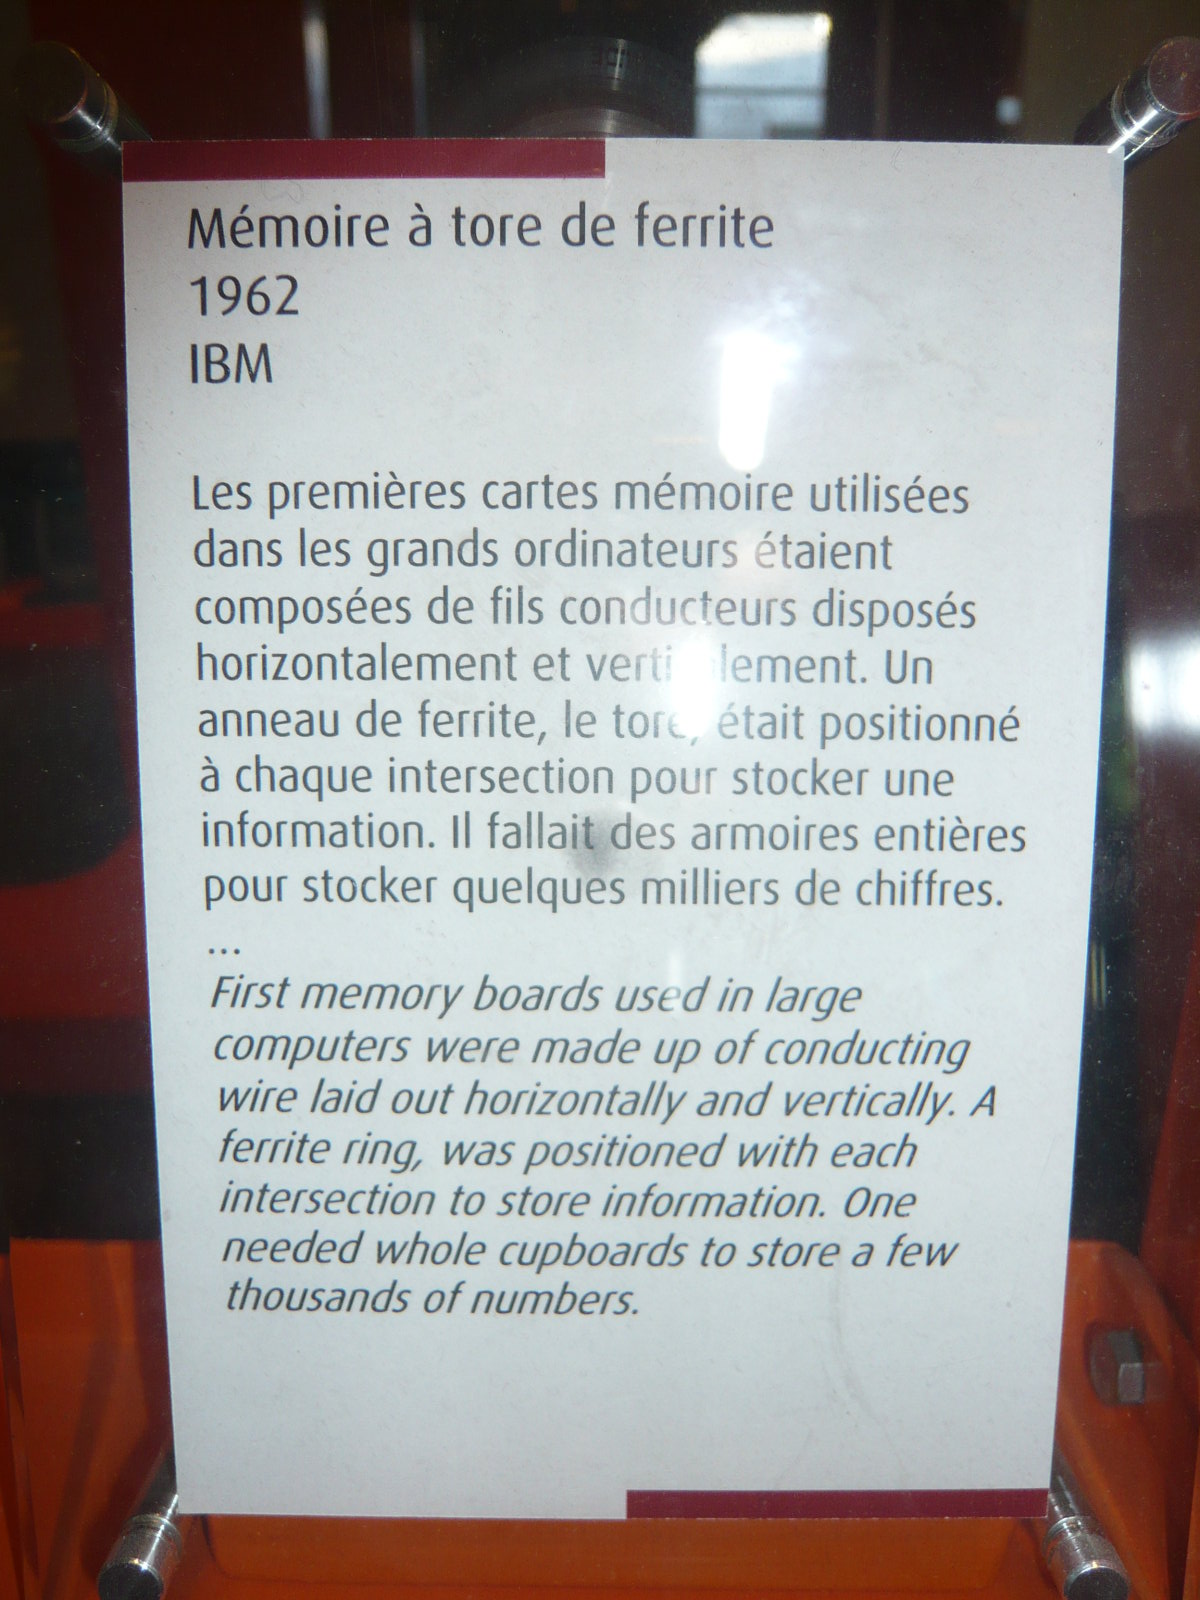 Mémoire à tore de ferrite
1962
IBM
Les premières cartes mémoire utilisées
dans les grands ordinateurs étaient
composées de fils conducteurs disposés
horizontalement et verticalement. Un
anneau de ferrite, le tore, était positionné
à chaque intersection pour stocker une
information. Il fallait des armoires entières
pour stocker quelques milliers de chiffres.
...
First memory boards used in large
computers were made up of conducting
wire laid out horizontally and vertically. A
ferrite ring, was positioned with each
intersection to store information. One
needed whole cupboards to store a few
thousands of numbers.